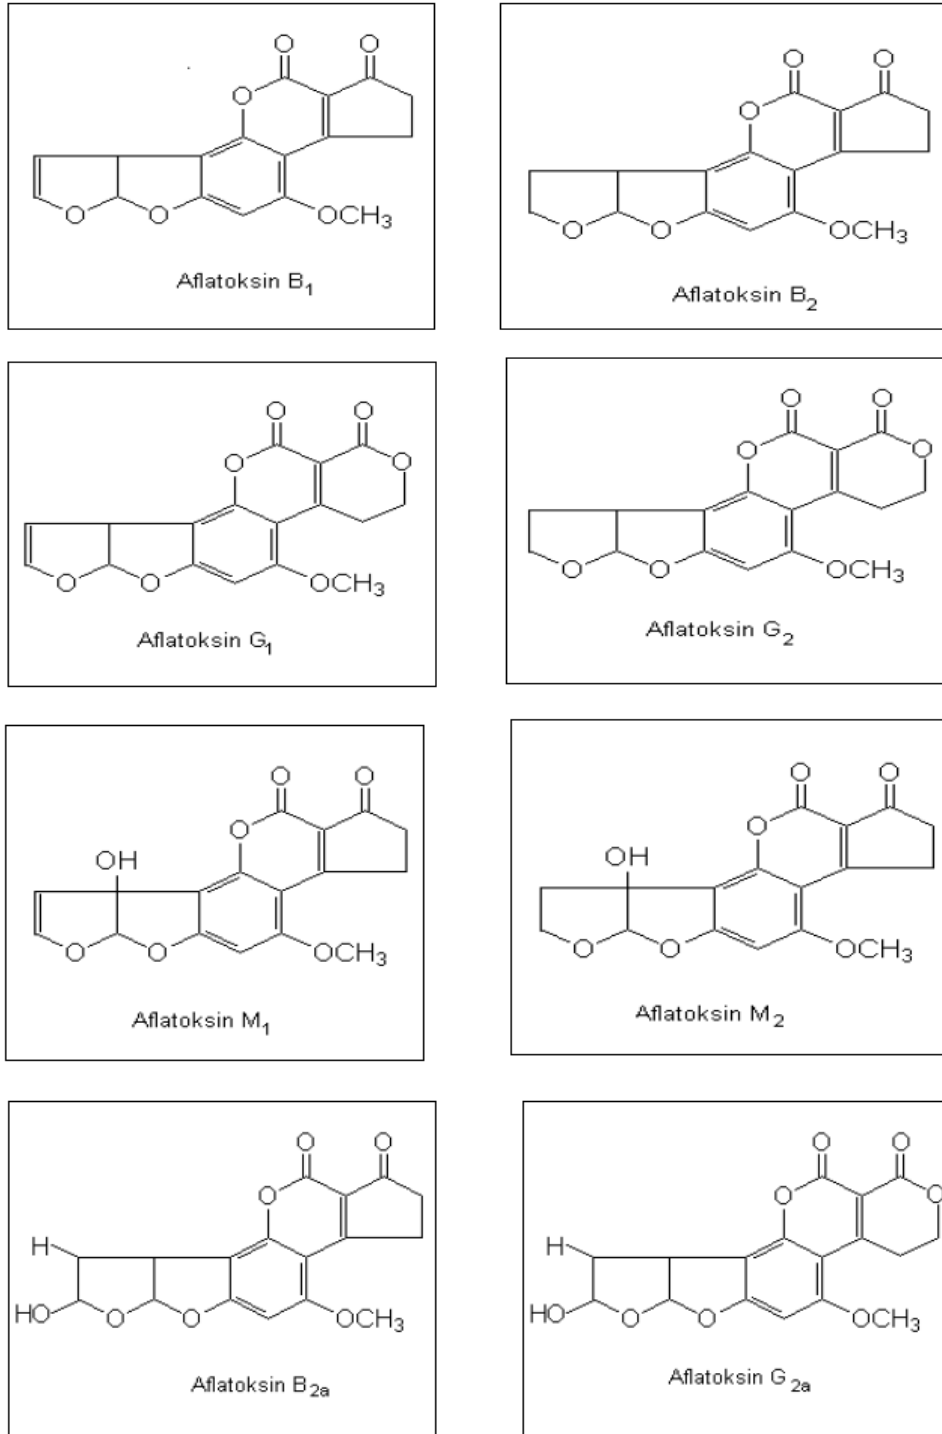 O O
O
O O OCH3
Aflatoksin B1
O O
O
O O OCH3
Aflatoksin B2
O O
O O
O O OCH3
Aflatoksin G1
O O
O O
O O OCH3
Aflatoksin G2
O O
O
OH
O O OCH3
Aflatoksin M1
O O
O
OH
O O OCH3
Aflatoksin M2
O O
O
H
HO O O OCH3
Aflatoksin B2a
O O
O O
H
HO O O OCH3
Aflatoksin G2a